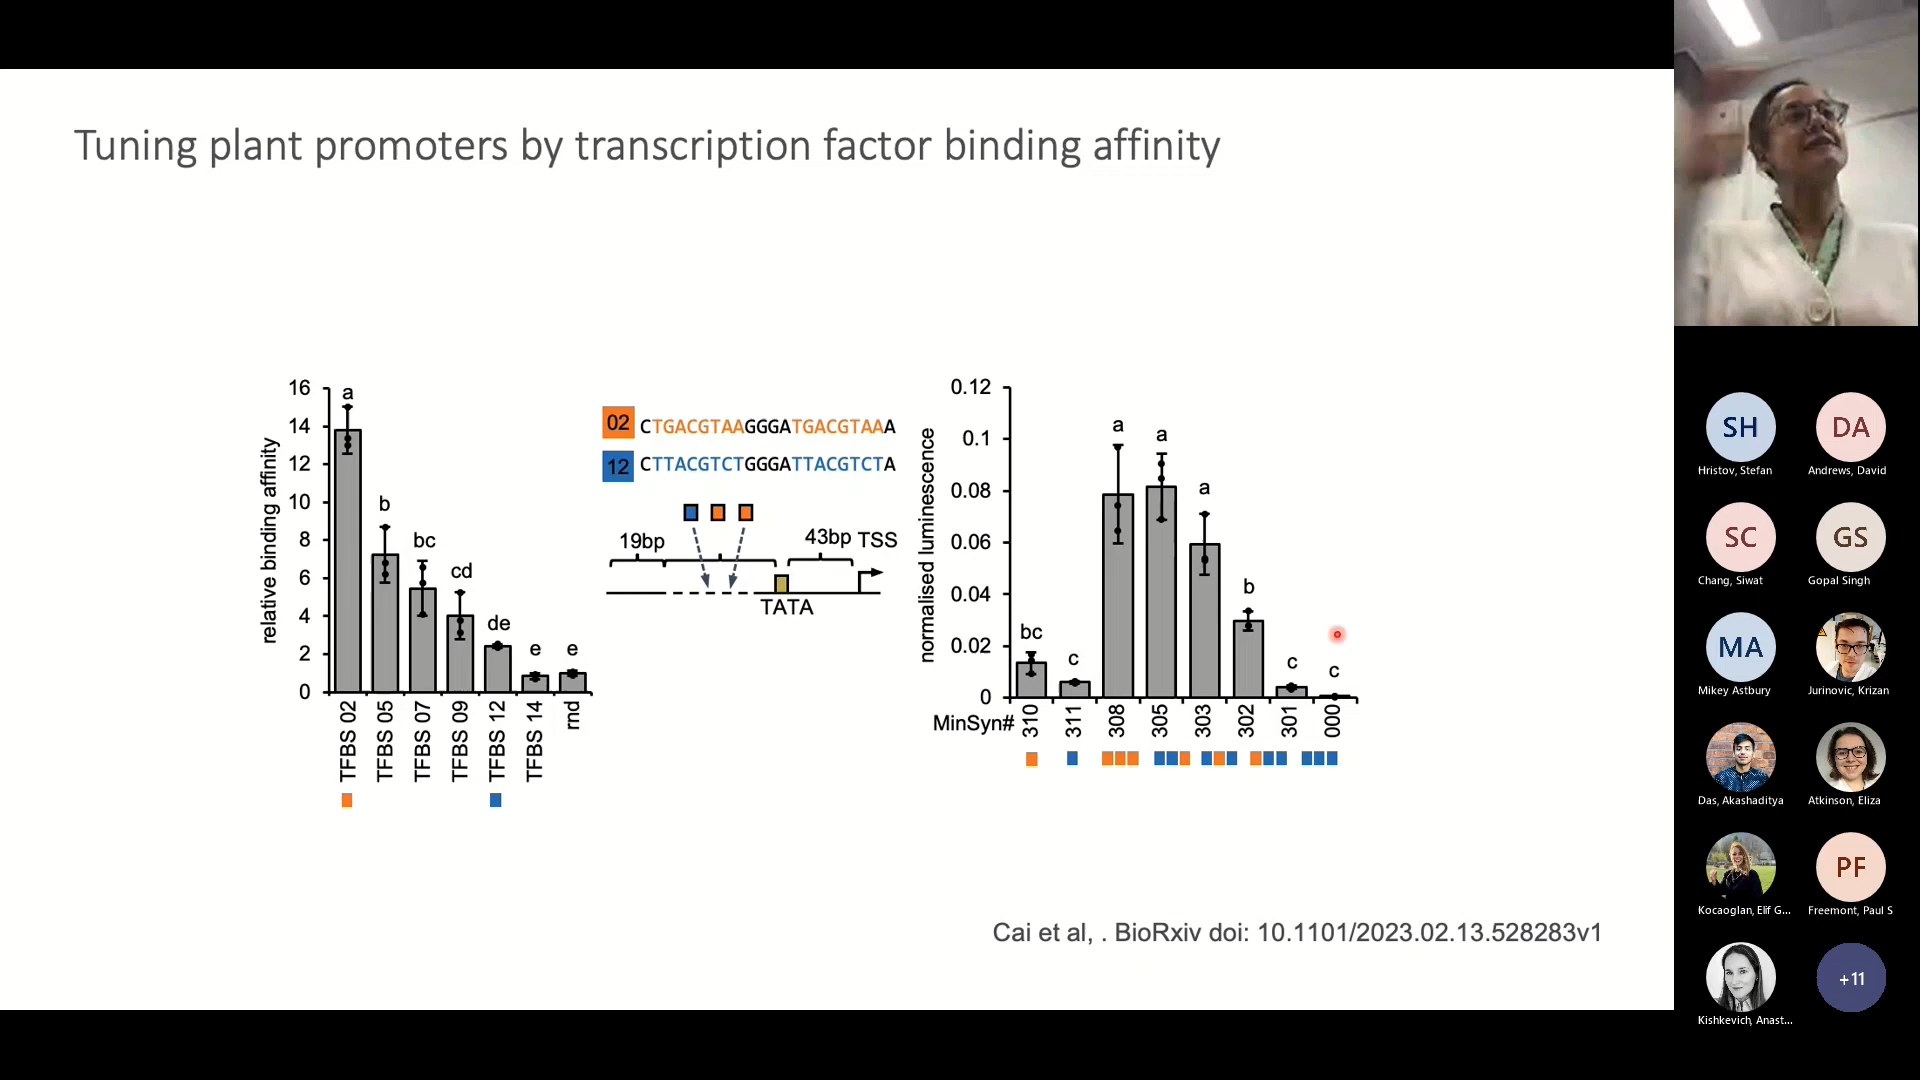 Tuning plant promoters by transcription factor binding affinity
relative binding affinity
16
14
12
10
8
6
4
2
0
a
b
bc
cd
de
e
e
TFBS 02
TFBS 05
TFBS 07
TFBS 09
TFBS 12
TFBS 14
rnd
02 CTGACGTAAGGGATGACGTAAA
12 CTTACGTCTGGGATTACGTCTA
19bp
43bp TSS
TATA
normalised luminescence
0.12
0.1
0.08
0.06
0.04
0.02
0
bc
c
a
a
a
b
c
c
MinSyn#
310
311
308
305
303
302
301
000
Cai et al, . BioRxiv doi: 10.1101/2023.02.13.528283v1
SH
Hristov, Stefan
DA
Andrews, David
SC
Chang, Siwat
GS
Gopal Singh
MA
Mikey Astbury
Jurinovic, Krizan
Das, Akashaditya
Atkinson, Eliza
Kocaoglan, Elif G...
PF
Freemont, Paul S
Kishkevich, Anast...
+11